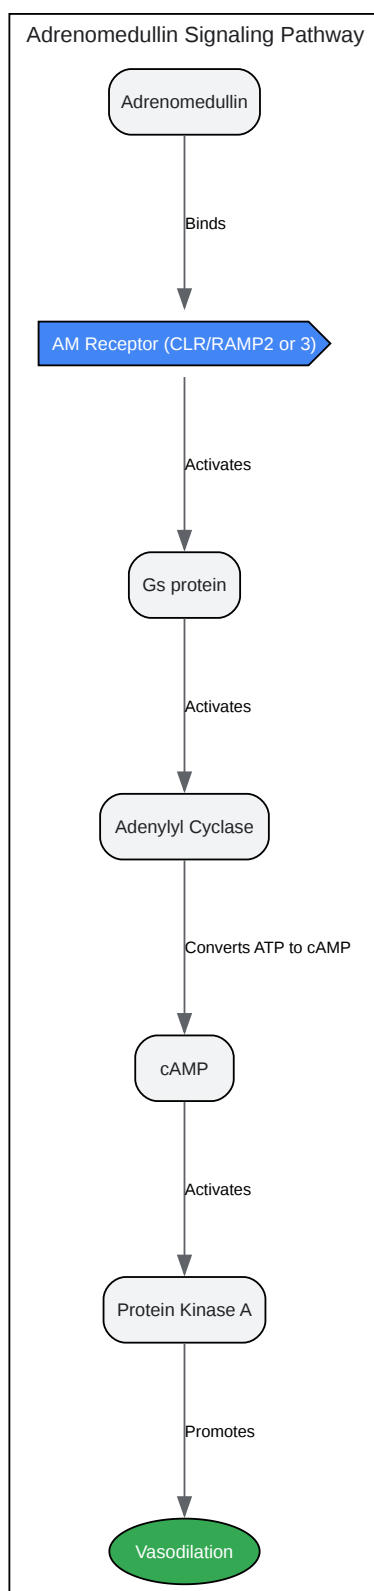 Adrenomedullin Signaling Pathway
Adrenomedullin
Binds
AM Receptor (CLR/RAMP2 or 3)
Activates
Gs protein
Activates
Adenylyl Cyclase
Converts ATP to cAMP
cAMP
Activates
Protein Kinase A
Promotes
Vasodilation